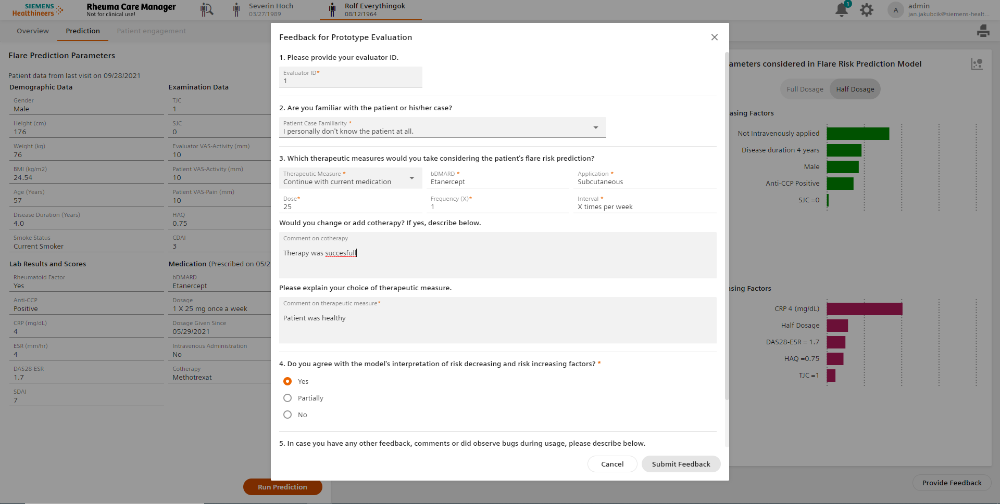 SIEMENS
Healthineers
Rheuma Care Manager
Not for clinical use!
Severin Hoch
03/27/1989
Rolf Everythingok
08/12/1964
1
A
admin
jan.jakubcik@siemens-healt...
Overview
Prediction
Patient engagement
Flare Prediction Parameters
Patient data from last visit on 09/28/2021
Demographic Data
Gender
Male
Height (cm)
176
Weight (kg)
76
BMI (kg/m2)
24.54
Age (Years)
57
Disease Duration (Years)
4.0
Smoke Status
Current Smoker
Examination Data
TJC
1
SJC
0
Evaluator VAS-Activity (mm)
10
Patient VAS-Activity (mm)
10
Patient VAS-Pain (mm)
10
HAQ
0.75
CDAI
3
Lab Results and Scores
Rheumatoid Factor
Yes
Anti-CCP
Positive
CRP (mg/dL)
4
ESR (mm/hr)
4
DAS28-ESR
1.7
SDAI
7
Medication (Prescribed on 05/2
bDMARD
Etanercept
Dosage
1 X 25 mg once a week
Dosage Given Since
05/29/2021
Intravenous Administration
No
Cotherapy
Methotrexat
Run Prediction
Feedback for Prototype Evaluation
1. Please provide your evaluator ID.
Evaluator ID*
1
2. Are you familiar with the patient or his/her case?
Patient Case Familiarity *
I personally don't know the patient at all.
3. Which therapeutic measures would you take considering the patient's flare risk prediction?
Therapeutic Measure *
Continue with current medication
bDMARD *
Etanercept
Application *
Subcutaneous
Dose*
25
Frequency (X)*
1
Interval *
X times per week
Would you change or add cotherapy? If yes, describe below.
Comment on cotherapy
Therapy was succesfull
Please explain your choice of therapeutic measure.
Comment on therapeutic measure*
Patient was healthy
4. Do you agree with the model's interpretation of risk decreasing and risk increasing factors? *
Yes
Partially
No
5. In case you have any other feedback, comments or did observe bugs during usage, please describe below.
Cancel
Submit Feedback
ameters considered in Flare Risk Prediction Model
Full Dosage
Half Dosage
asing Factors
Not Intravenously applied
Disease duration 4 years
Male
Anti-CCP Positive
SJC =0
sing Factors
CRP 4 (mg/dL)
Half Dosage
DAS28-ESR = 1.7
HAQ =0.75
TJC =1
Provide Feedback